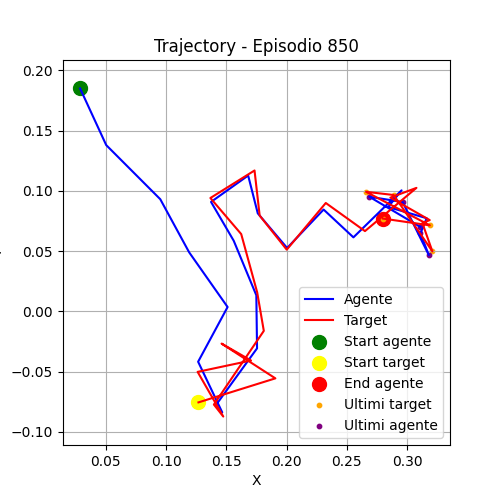 Trajectory - Episodio 850
0.20
0.15
0.10
0.05
0.00
−0.05
−0.10
0.05 0.10 0.15 0.20 0.25 0.30
X
Agente
Target
Start agente
Start target
End agente
Ultimi target
Ultimi agente